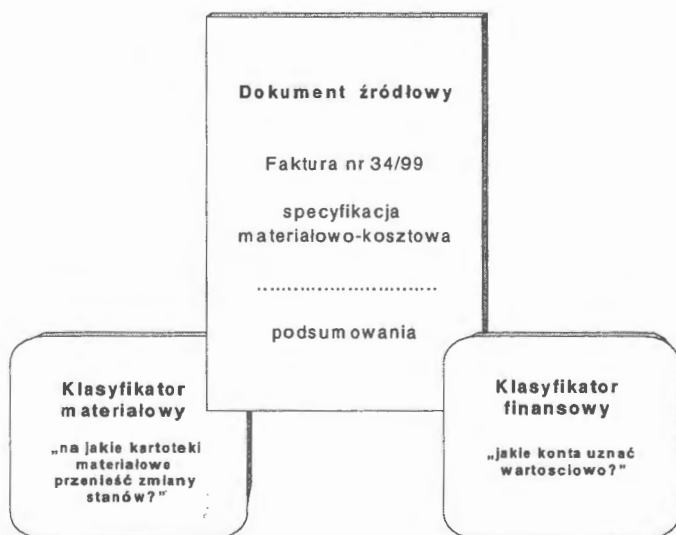 Dokument źródłowy
Faktura nr 34/99
specyfikacja
materiałowo-kosztowa
................................
podsumowania
Klasyfikator
materiałowy
„na jakie kartoteki
materiałowe
przenieść zmiany
stanów?"
Klasyfikator
finansowy
„jakie konta uznać
wartosciowo?"